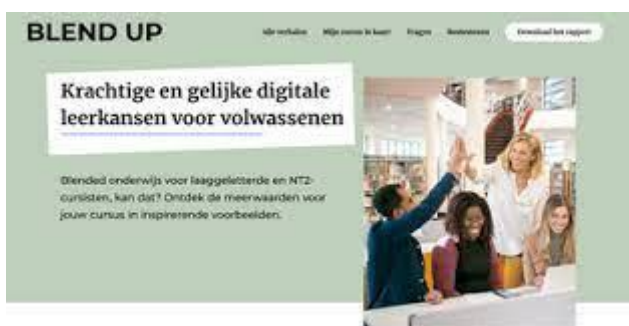 BLEND UP
Alle verhalen Mijn cursus in kaart Vragen Bestemmen Download het rapport
Krachtige en gelijke digitale
leerkansen voor volwassenen
Blended onderwijs voor laaggeletterde en NT2-
cursisten, kan dat? Ontdek de meerwaarden voor
jouw cursus in inspirerende voorbeelden.